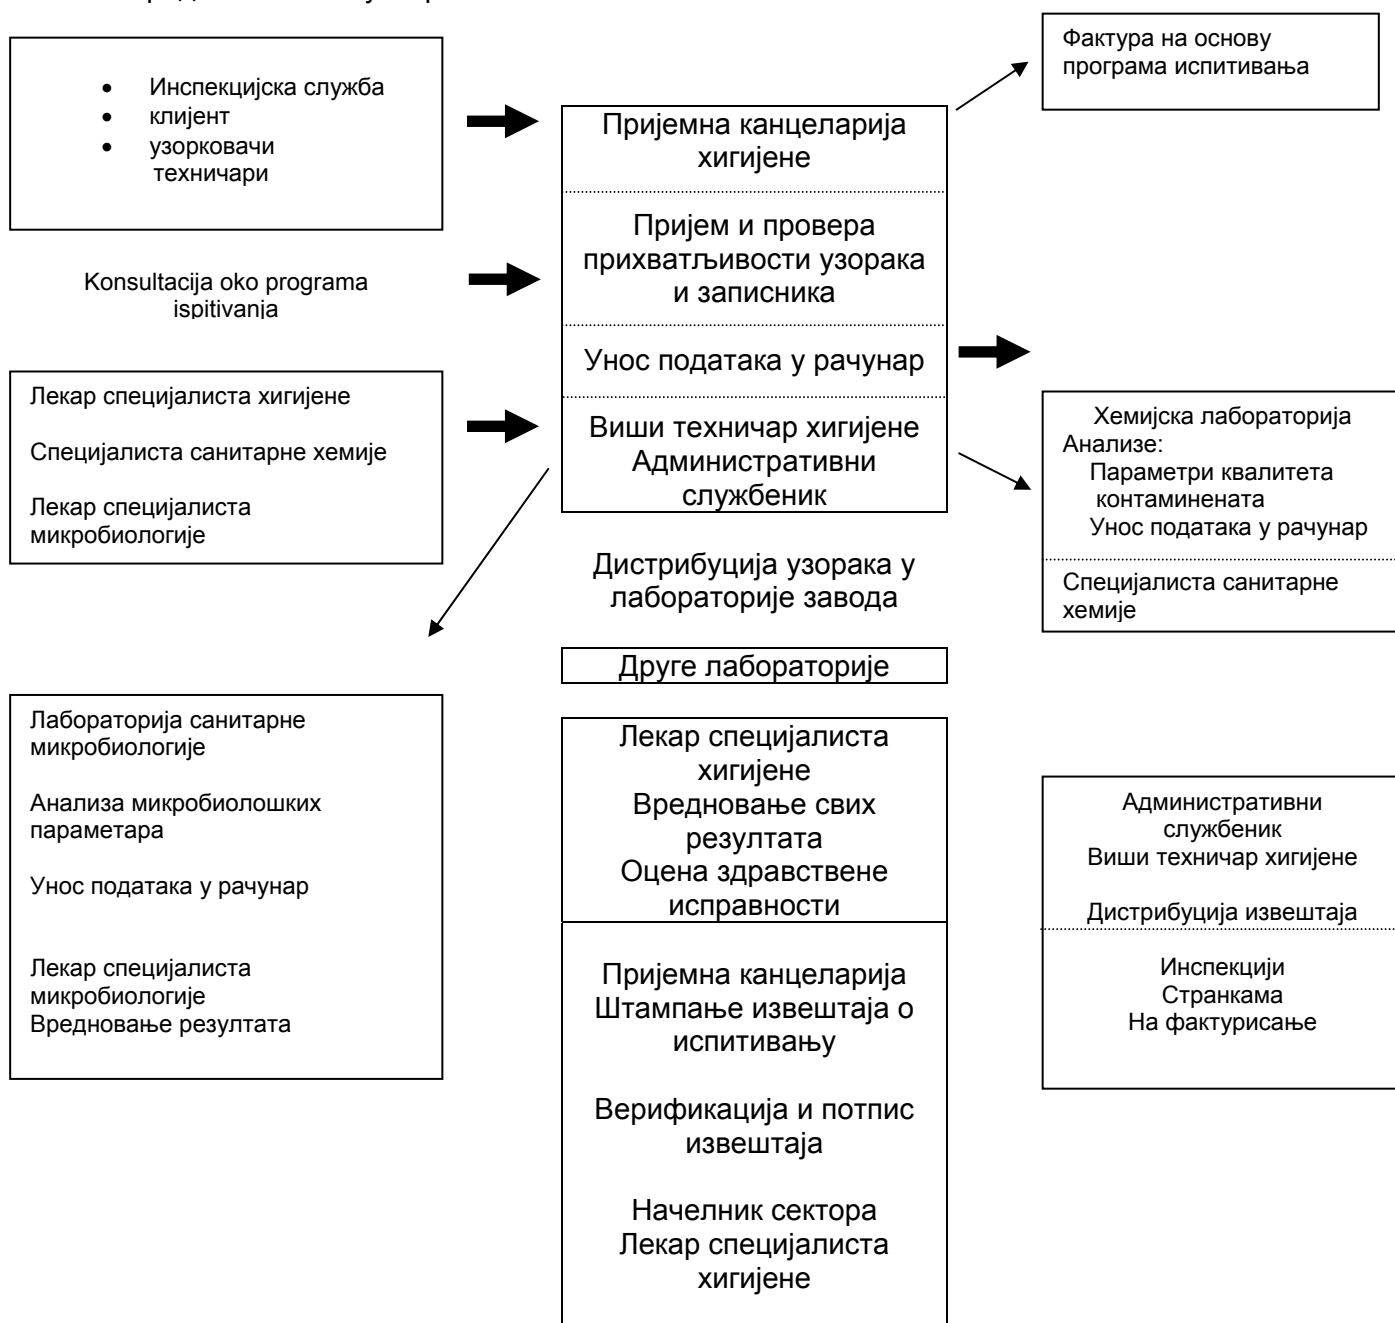 Инспекцијска служба
клијент
узорковачи
техничари
Konsultacija oko programa
ispitivanja
Лекар специјалиста хигијене
Специјалиста санитарне хемије
Лекар специјалиста
микробиологије
Лабораторија санитарне
микробиологије
Анализа микробиолошких
параметара
Унос података у рачунар
Лекар специјалиста
микробиологије
Вредновање резултата
Пријемна канцеларија
хигијене
Пријем и провера
прихватљивости узорака
и записника
Унос података у рачунар
Виши техничар хигијене
Административни
службеник
Дистрибуција узорака у
лабораторије завода
Друге лабораторије
Лекар специјалиста
хигијене
Вредновање свих
резултата
Оцена здравствене
исправности
Пријемна канцеларија
Штампање извештаја о
испитивању
Верификација и потпис
извештаја
Начелник сектора
Лекар специјалиста
хигијене
Фактура на основу
програма испитивања
Хемијска лабораторија
Анализе:
Параметри квалитета
контаминената
Унос података у рачунар
Специјалиста санитарне
хемије
Административни
службеник
Виши техничар хигијене
Дистрибуција извештаја
Инспекцији
Странкама
На фактурисање